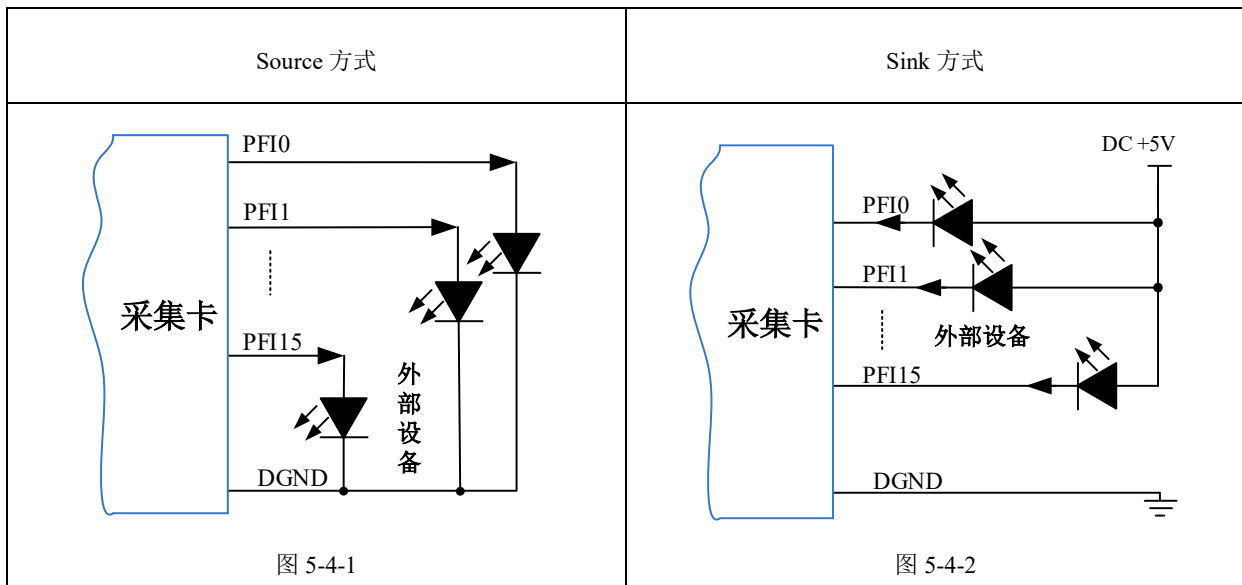 Source 方式
Sink 方式
PFI0
PFI1
采集卡
PFI15
外部设备
DGND
图 5-4-1
DC +5V
PFI0
PFI1
采集卡
外部设备
PFI15
DGND
图 5-4-2